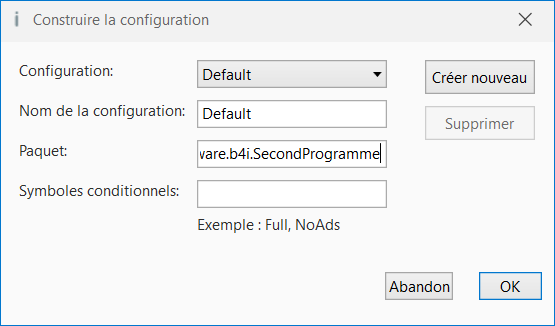 Construire la configuration
Configuration:
Default
Créer nouveau
Nom de la configuration:
Default
Supprimer
Paquet:
ware.b4i.SecondProgramme
Symboles conditionnels:
Exemple : Full, NoAds
Abandon
OK